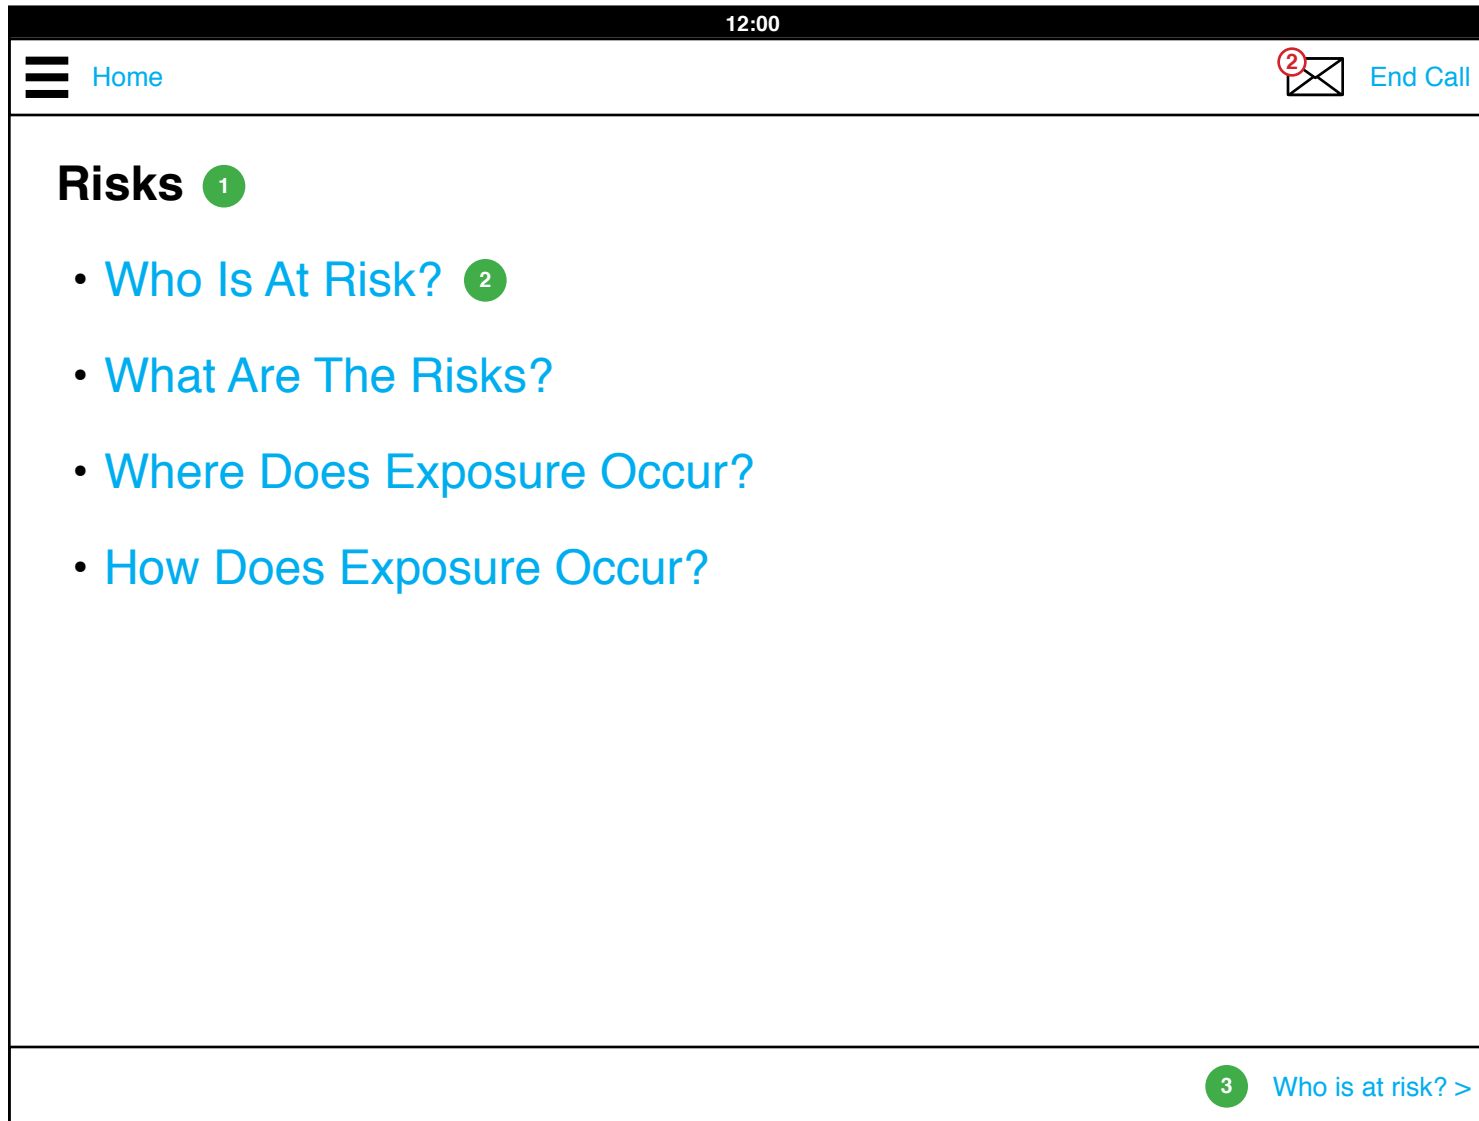 12:00
Home
2
End Call
Risks 1
• Who Is At Risk? 2
• What Are The Risks?
• Where Does Exposure Occur?
• How Does Exposure Occur?
3 Who is at risk? >